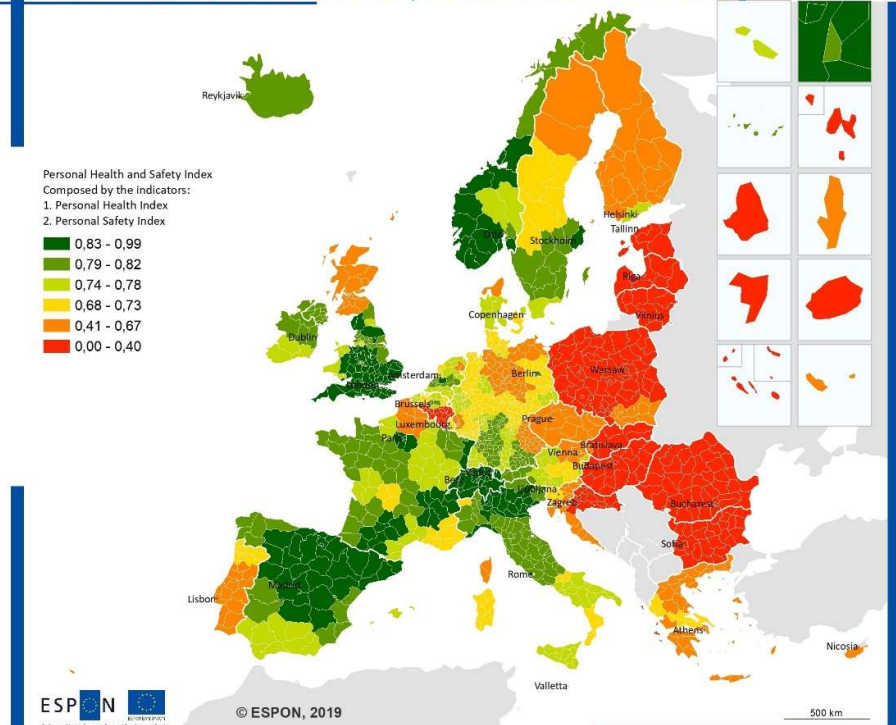 Reykjavik
Personal Health and Safety Index
Composed by the indicators:
1. Personal Health Index
2. Personal Safety Index
0,83 - 0,99
0,79 - 0,82
0,74 - 0,78
0,68 - 0,73
0,41 - 0,67
0,00 - 0,40
Helsinki
Tallinn
Oslo
Stockholm
Riga
Vilnius
Copenhagen
Dublin
London
Amsterdam
Berlin
Warsaw
Brussels
Luxembourg
Prague
Paris
Bratislava
Vienna
Budapest
Bern
Ljubljana
Zagreb
Bucharest
Sofia
Rome
Madrid
Lisbon
Athens
Nicosia
Valletta
ESPON
© ESPON, 2019
500 km